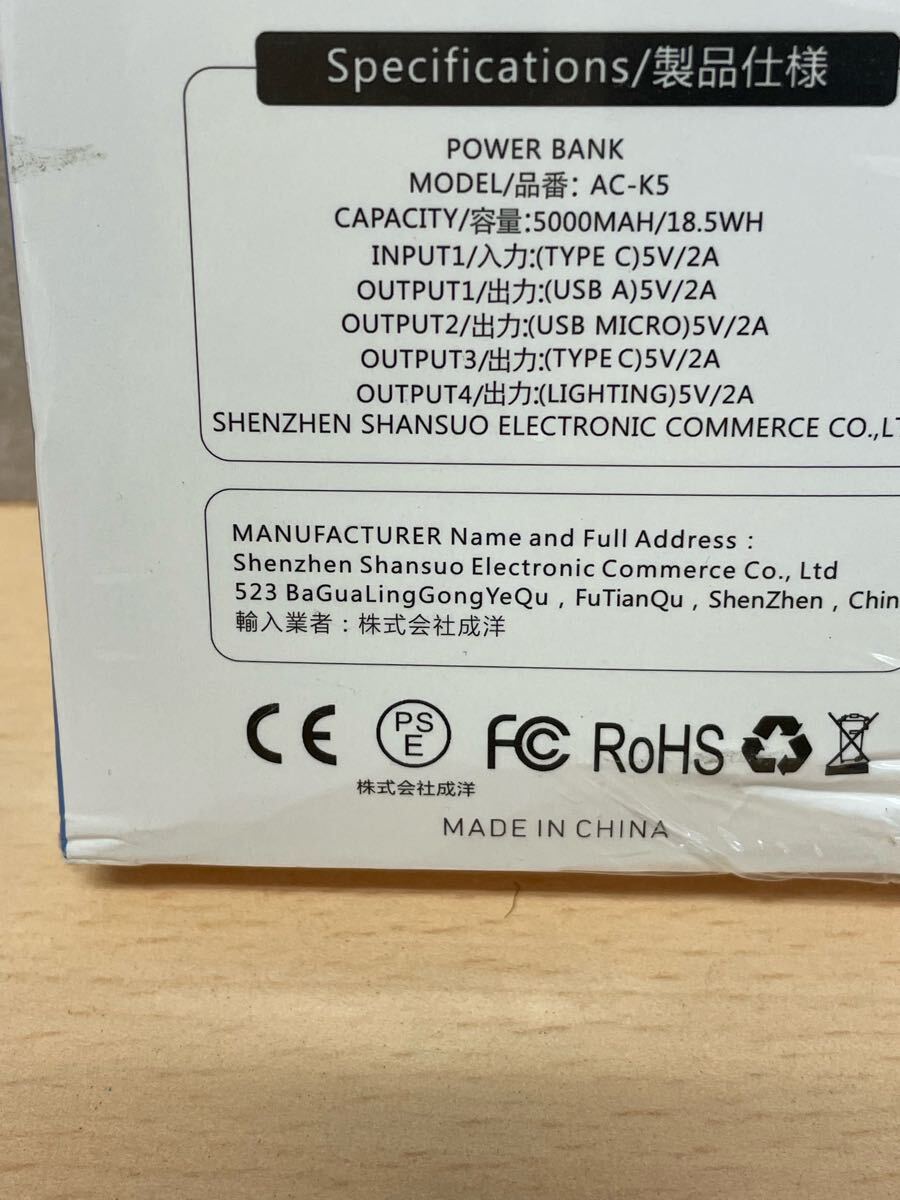 Specifications/製品仕様
POWER BANK
MODEL/品番: AC-K5
CAPACITY/容量:5000MAH/18.5WH
INPUT1/入力:(TYPE C)5V/2A
OUTPUT1/出力:(USB A)5V/2A
OUTPUT2/出力:(USB MICRO)5V/2A
OUTPUT3/出力:(TYPE C)5V/2A
OUTPUT4/出力:(LIGHTING)5V/2A
SHENZHEN SHANSUO ELECTRONIC COMMERCE CO.,LT
MANUFACTURER Name and Full Address :
Shenzhen Shansuo Electronic Commerce Co., Ltd
523 BaGuaLingGongYeQu , FuTianQu , ShenZhen , Chin
輸入業者 : 株式会社成洋
CE PSE FC RoHS
株式会社成洋
MADE IN CHINA